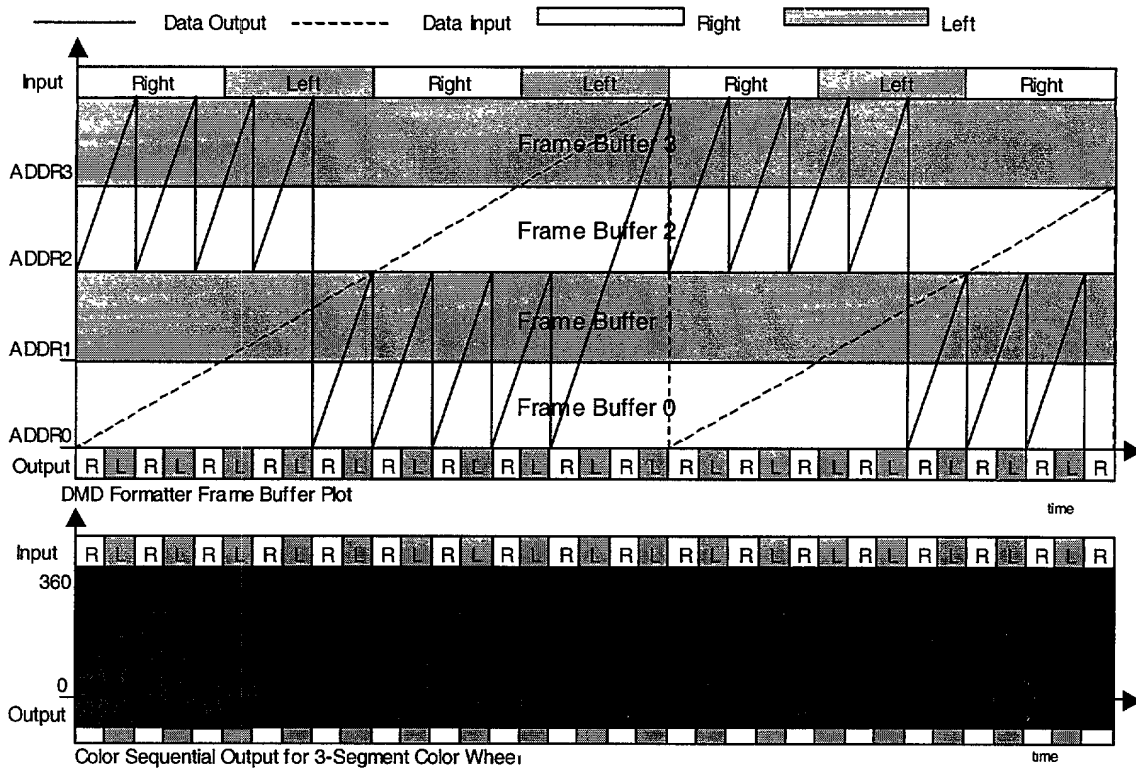 Data Output Data Input Right Left
Input Right Left Right Left Right Left Right
Frame Buffer 3
ADDR3
Frame Buffer 2
ADDR2
Frame Buffer 1
ADDR1
Frame Buffer 0
ADDR0
Output R L R L R L R L R L R L R L R L R L R L R L R L R L R L R L R L R L R
DMD Formatter Frame Buffer Plot
time
Input R L R L R L R L R L R L R L R L R L R L R L R L R L R L R L R L R L R
360
0
Output
Color Sequential Output for 3-Segment Color Wheel
time